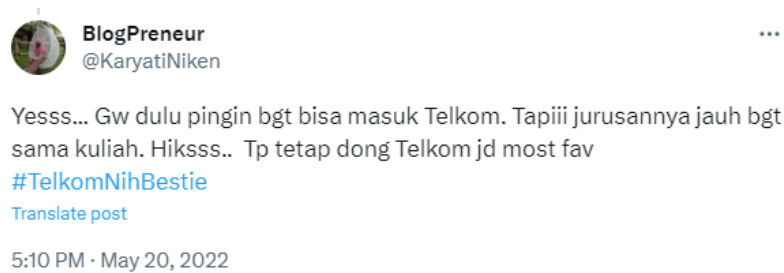 BlogPreneur
@KaryatiNiken
Yesss... Gw dulu pingin bgt bisa masuk Telkom. Tapiii jurusannya jauh bgt
sama kuliah. Hiksss..  Tp tetap dong Telkom jd most fav
#TelkomNihBestie
Translate post
5:10 PM · May 20, 2022